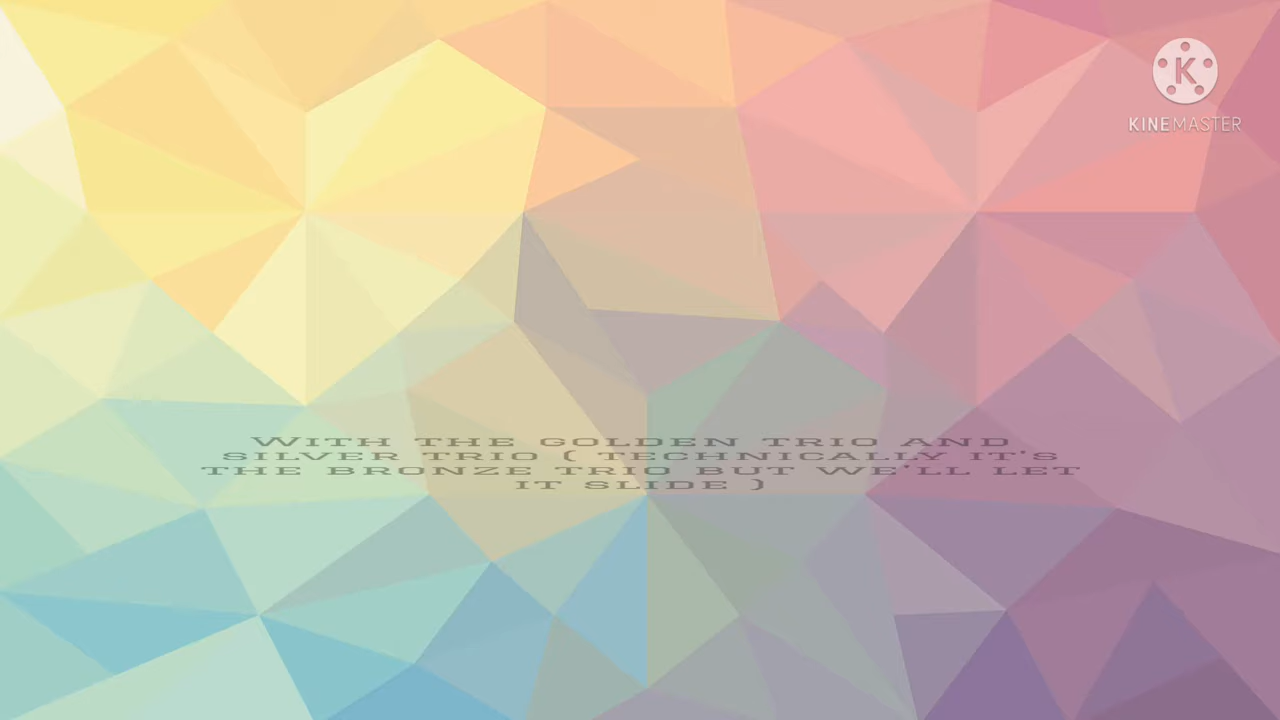 KINEMASTER
With the golden trio and
silver trio ( technically it's
the bronze trio but we'll let
it slide )